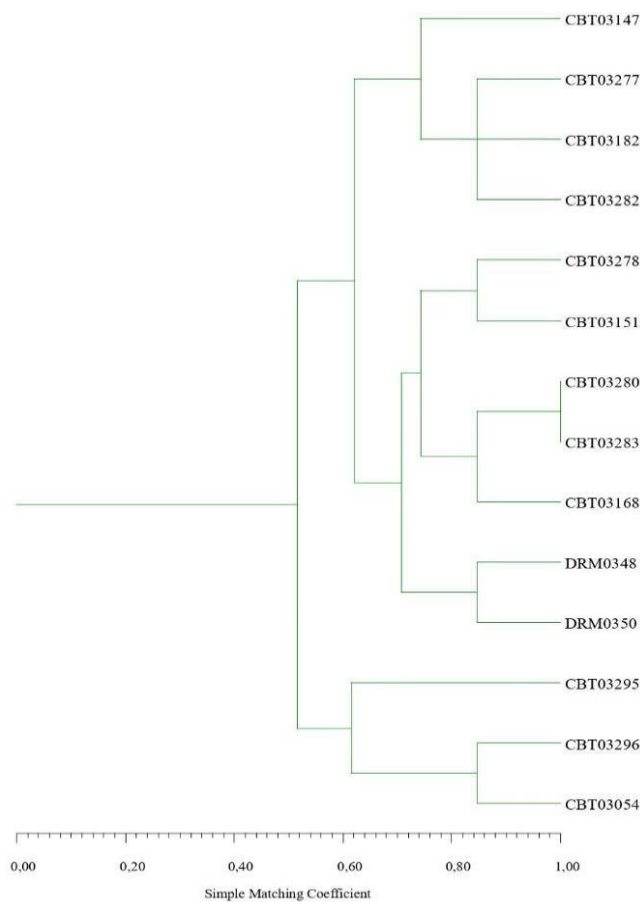 CBT03147
CBT03277
CBT03182
CBT03282
CBT03278
CBT03151
CBT03280
CBT03283
CBT03168
DRM0348
DRM0350
CBT03295
CBT03296
CBT03054
0,00 0,20 0,40 0,60 0,80 1,00
Simple Matching Coefficient